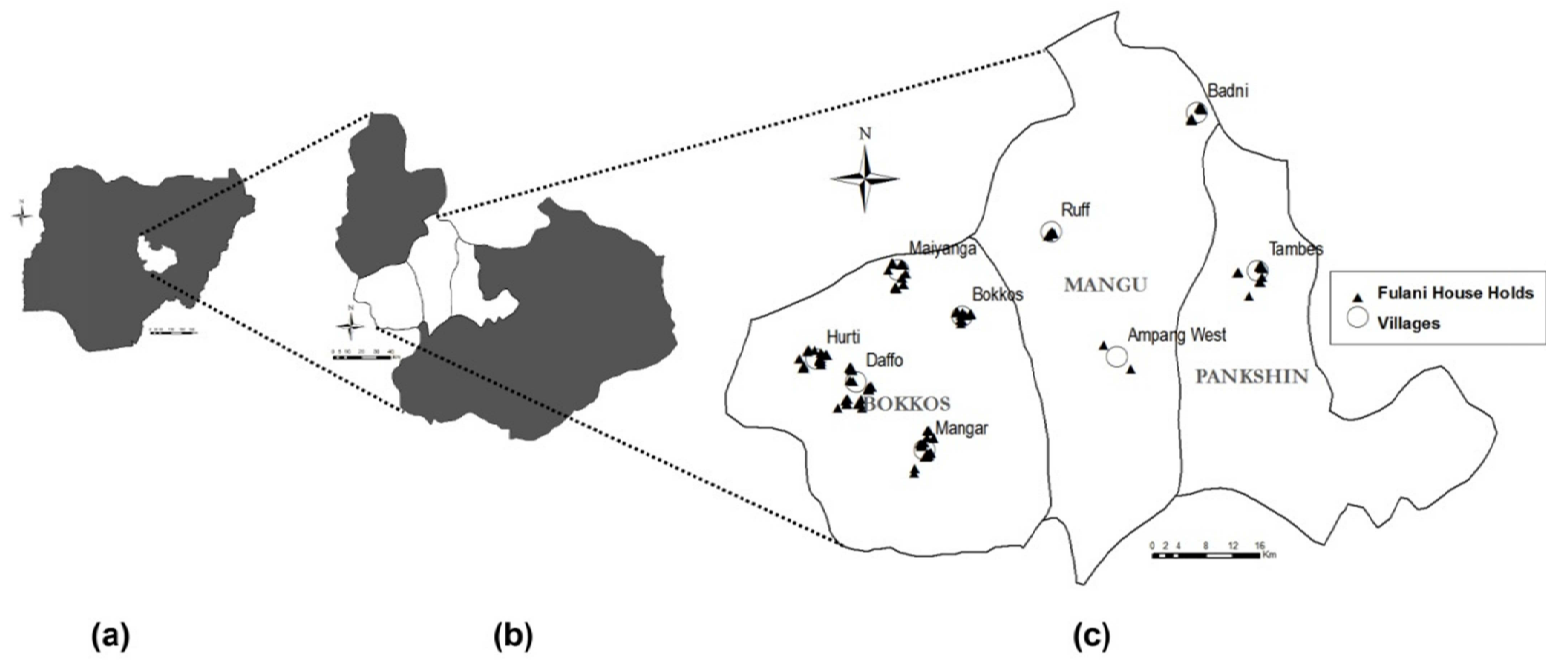 Badni
N
Ruff
Maiyanga
Tambes
MANGU
Bokkos
Fulani House Holds
Villages
N
Hurti
Ampang West
Daffo
PANKSHIN
BOKKOS
Mangar
0 2 4 8 12 16
Km
(a)
(b)
(c)